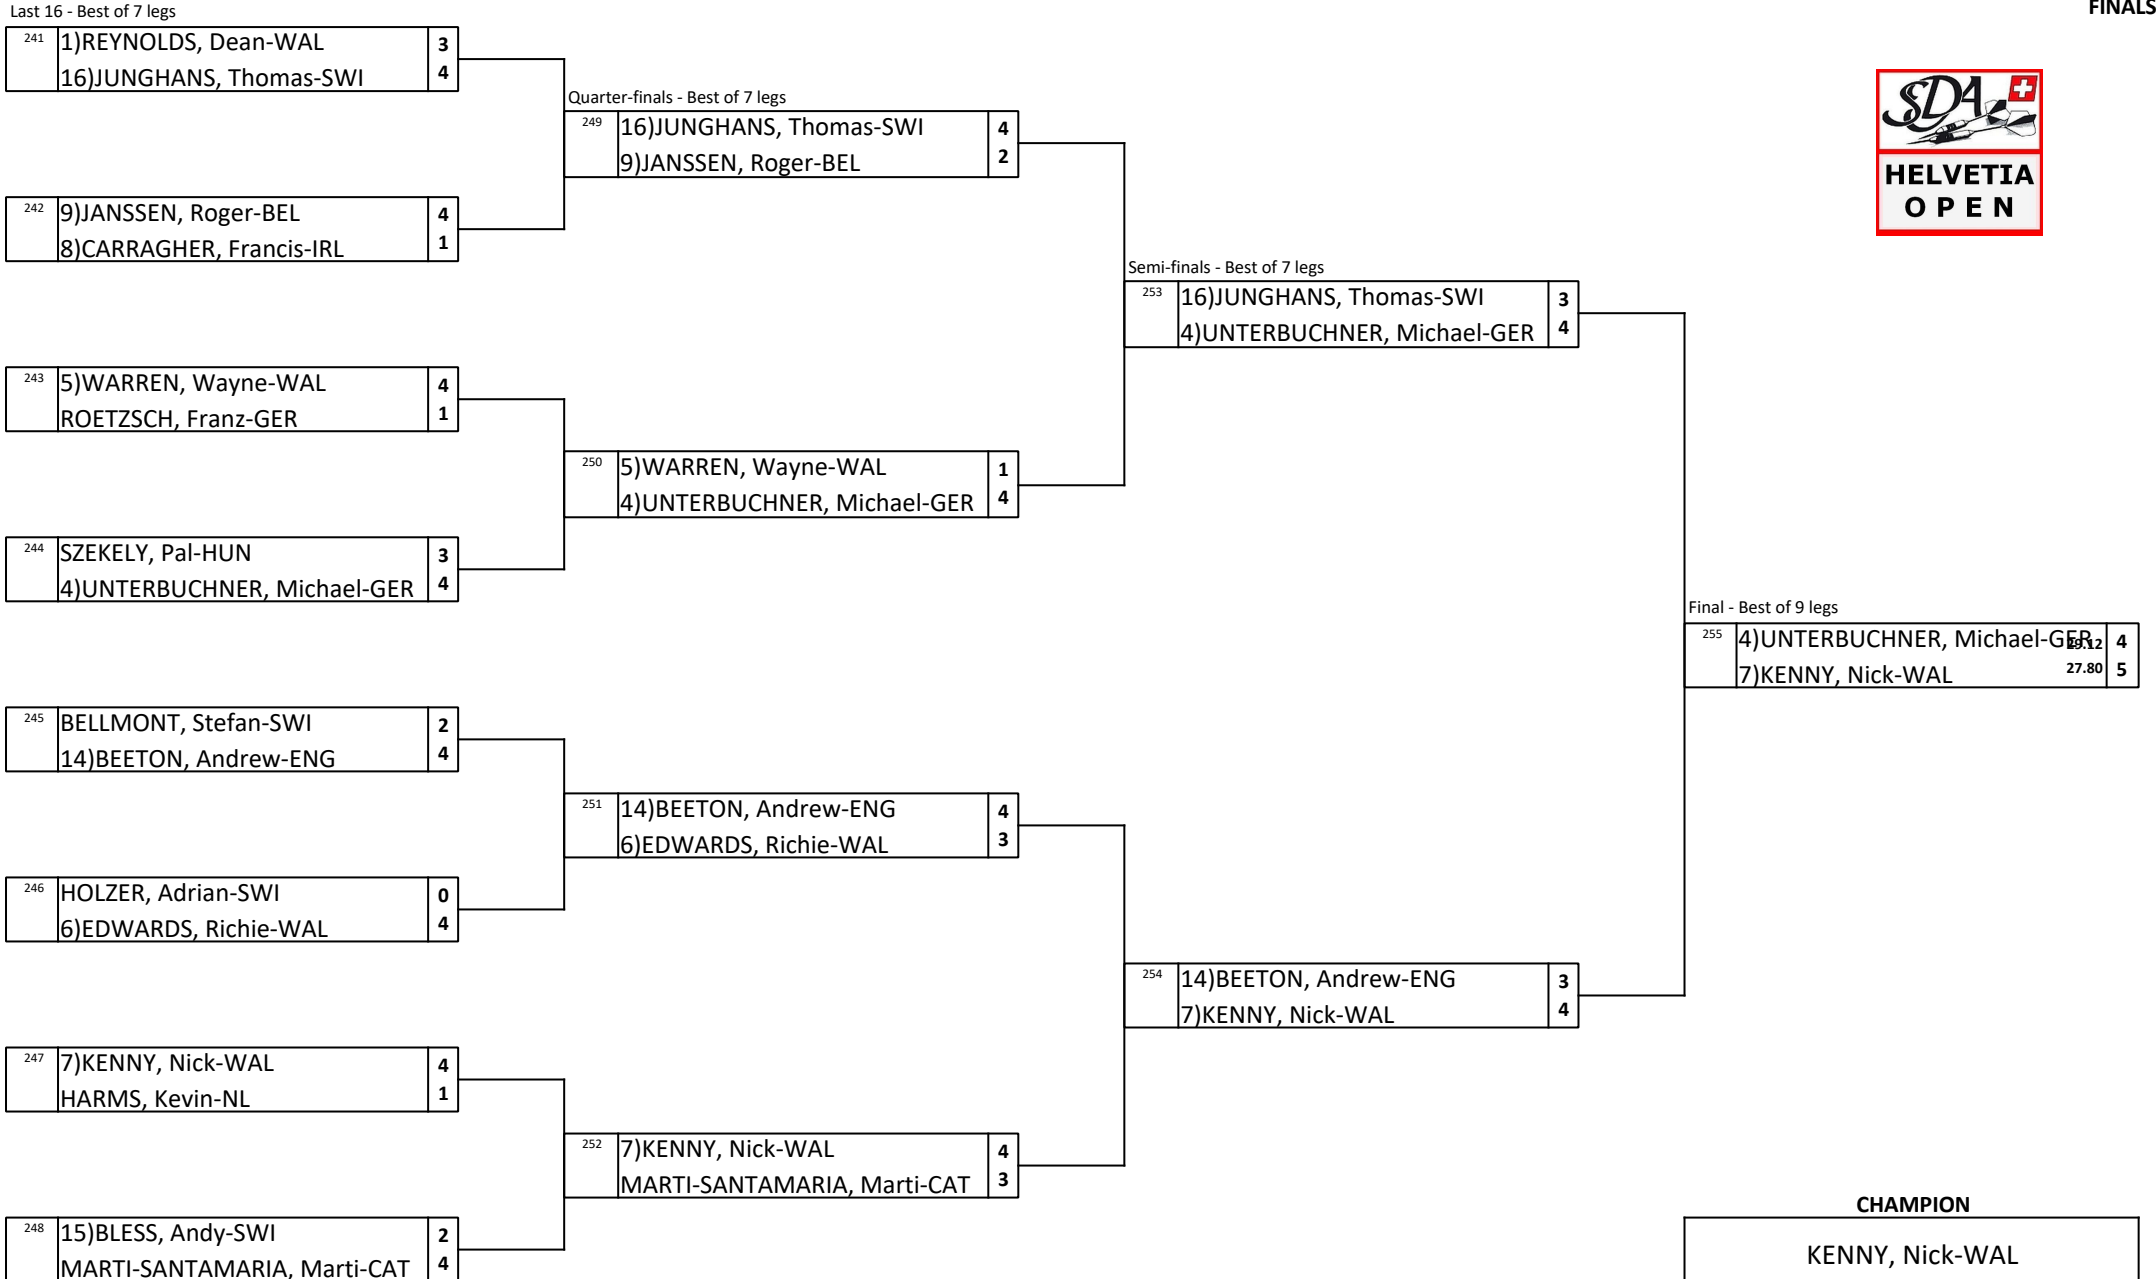 Last 16 - Best of 7 legs
FINALS
241
1)REYNOLDS, Dean-WAL 3
16)JUNGHANS, Thomas-SWI 4
242
9)JANSSEN, Roger-BEL 4
8)CARRAGHER, Francis-IRL 1
243
5)WARREN, Wayne-WAL 4
ROETZSCH, Franz-GER 1
244
SZEKELY, Pal-HUN 3
4)UNTERBUCHNER, Michael-GER 4
245
BELLMONT, Stefan-SWI 2
14)BEETON, Andrew-ENG 4
246
HOLZER, Adrian-SWI 0
6)EDWARDS, Richie-WAL 4
247
7)KENNY, Nick-WAL 4
HARMS, Kevin-NL 1
248
15)BLESS, Andy-SWI 2
MARTI-SANTAMARIA, Marti-CAT 4
Quarter-finals - Best of 7 legs
249
16)JUNGHANS, Thomas-SWI 4
9)JANSSEN, Roger-BEL 2
250
5)WARREN, Wayne-WAL 1
4)UNTERBUCHNER, Michael-GER 4
251
14)BEETON, Andrew-ENG 4
6)EDWARDS, Richie-WAL 3
252
7)KENNY, Nick-WAL 4
MARTI-SANTAMARIA, Marti-CAT 3
Semi-finals - Best of 7 legs
253
16)JUNGHANS, Thomas-SWI 3
4)UNTERBUCHNER, Michael-GER 4
254
14)BEETON, Andrew-ENG 3
7)KENNY, Nick-WAL 4
SDA
HELVETIA
OPEN
Final - Best of 9 legs
255
4)UNTERBUCHNER, Michael-GER 29.12 4
7)KENNY, Nick-WAL 27.80 5
CHAMPION
KENNY, Nick-WAL